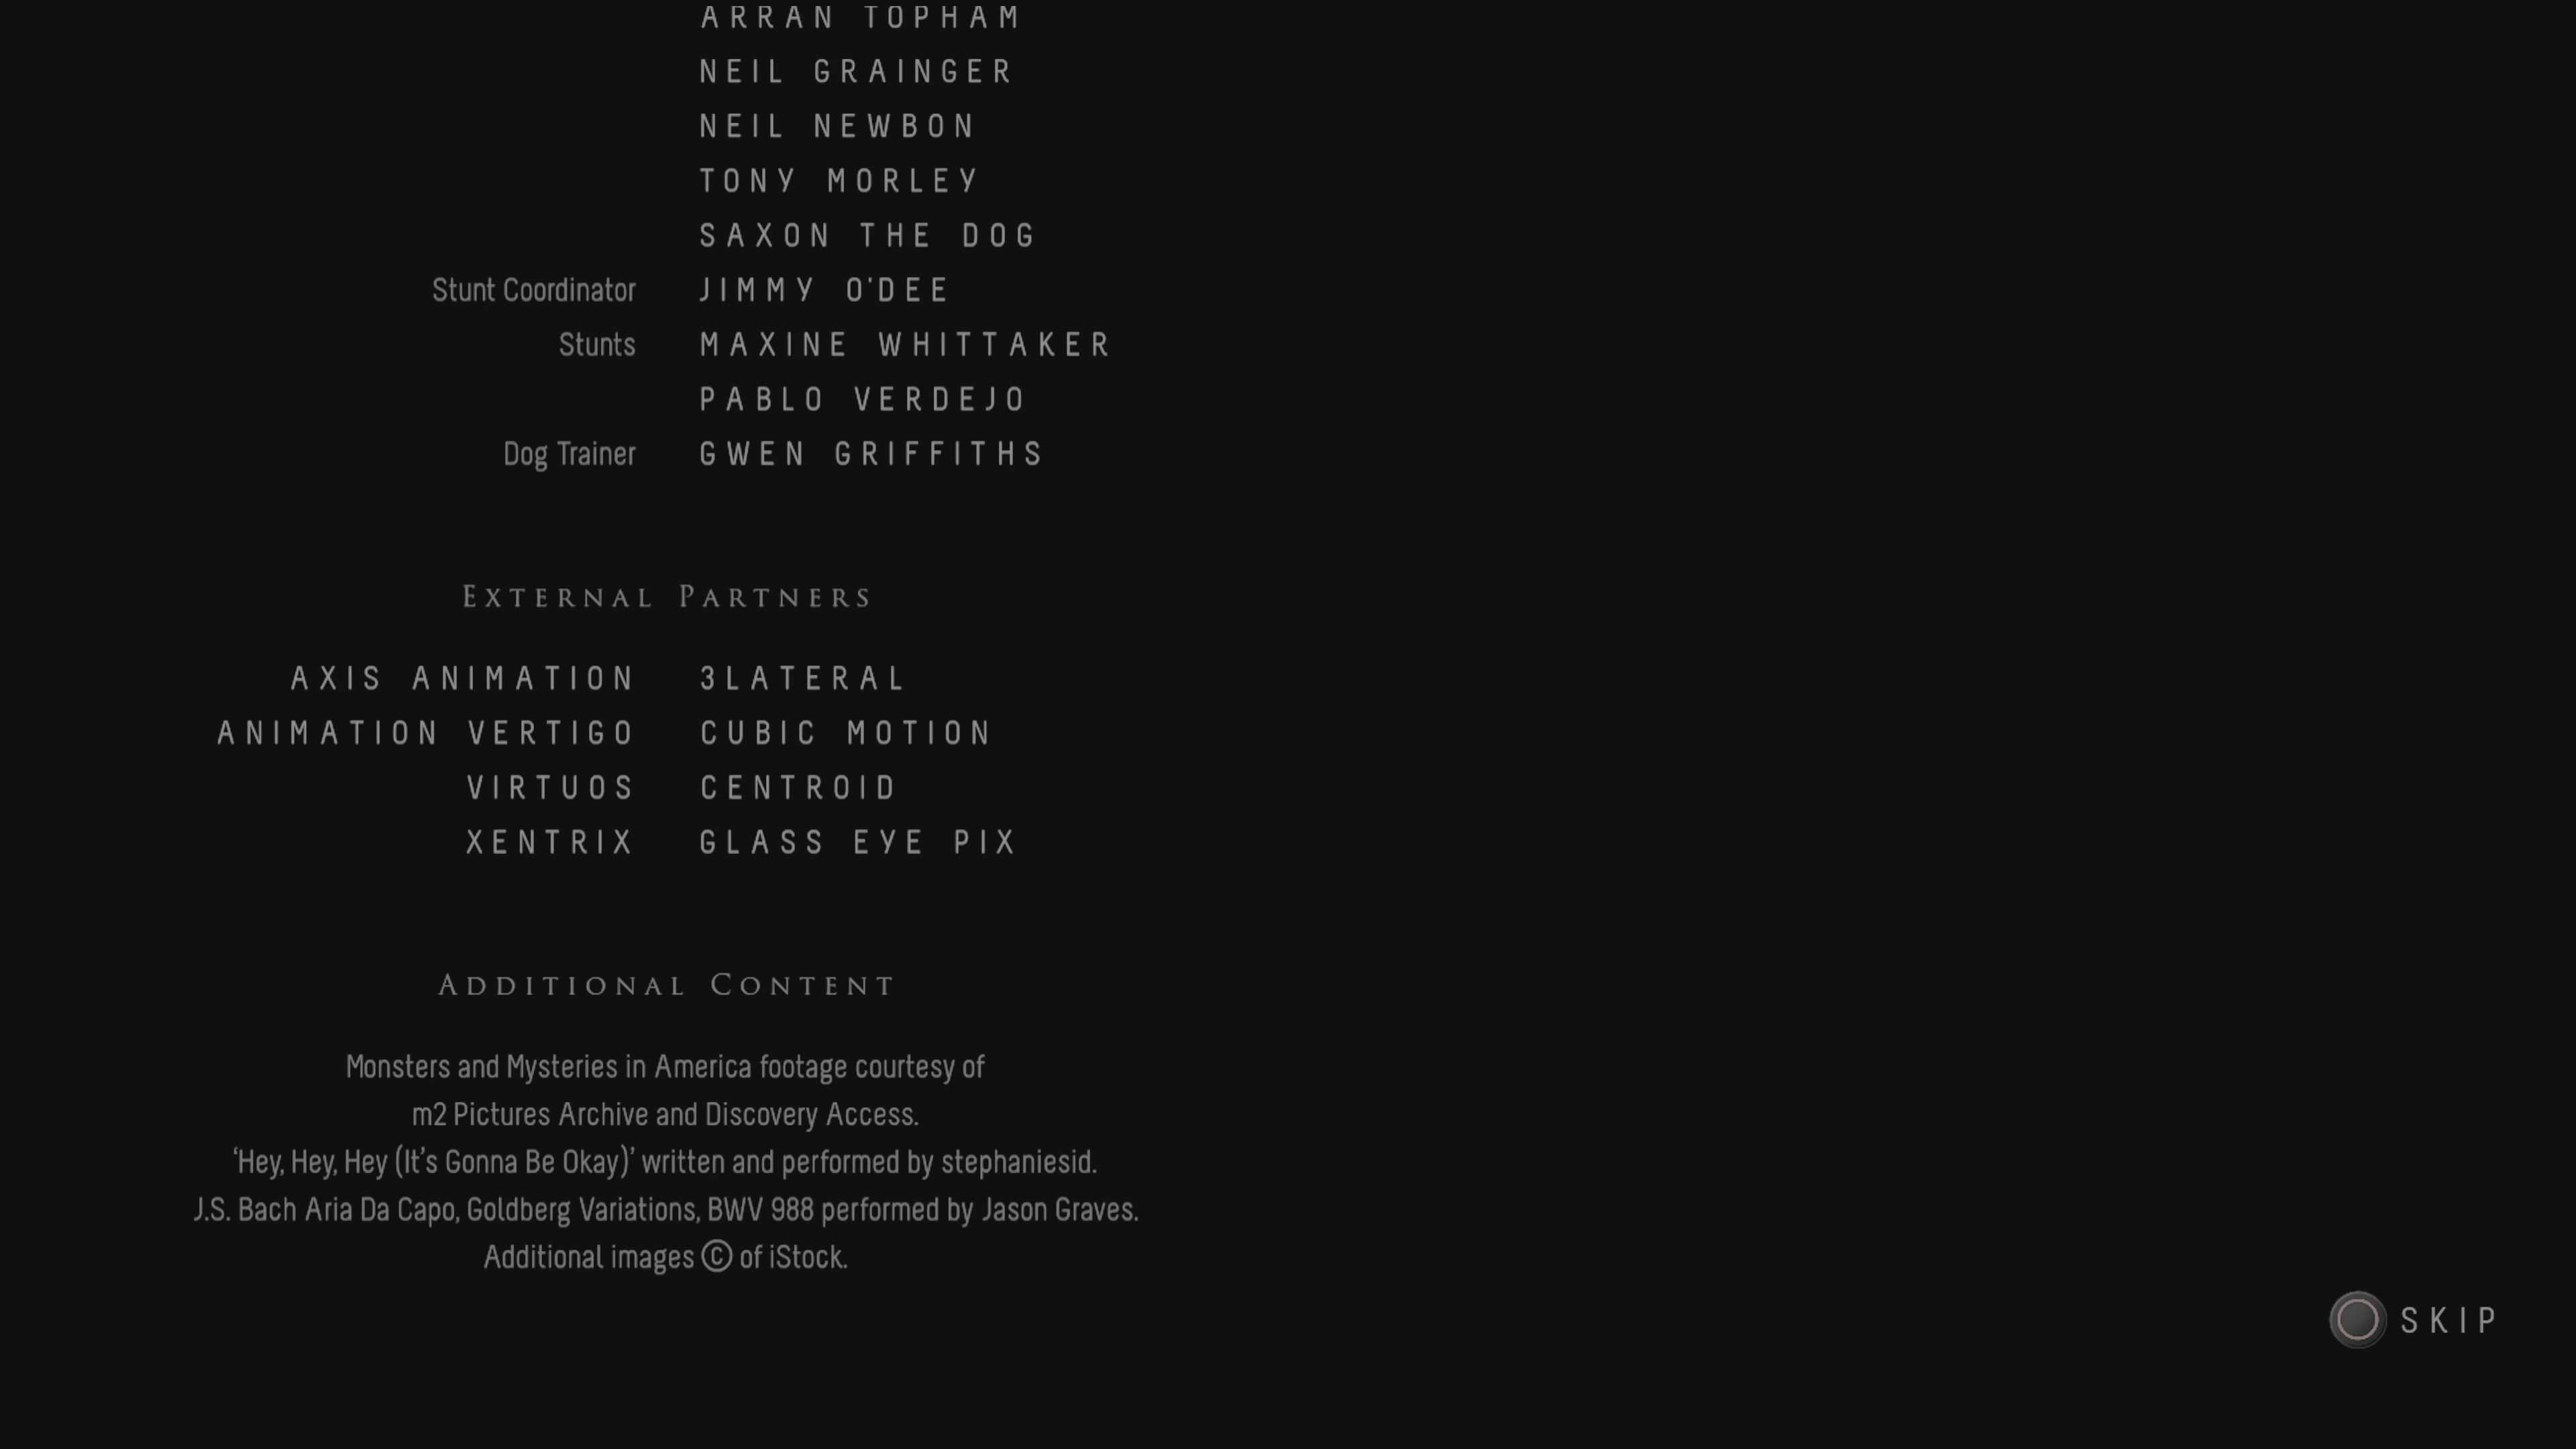 ARRAN TOPHAM
NEIL GRAINGER
NEIL NEWBON
TONY MORLEY
SAXON THE DOG
Stunt Coordinator JIMMY O'DEE
Stunts MAXINE WHITTAKER
PABLO VERDEJO
Dog Trainer GWEN GRIFFITHS
EXTERNAL PARTNERS
AXIS ANIMATION 3LATERAL
ANIMATION VERTIGO CUBIC MOTION
VIRTUOS CENTROID
XENTRIX GLASS EYE PIX
ADDITIONAL CONTENT
Monsters and Mysteries in America footage courtesy of
m2 Pictures Archive and Discovery Access.
‘Hey, Hey, Hey (It’s Gonna Be Okay)’ written and performed by stephaniesid.
J.S. Bach Aria Da Capo, Goldberg Variations, BWV 988 performed by Jason Graves.
Additional images © of iStock.
SKIP